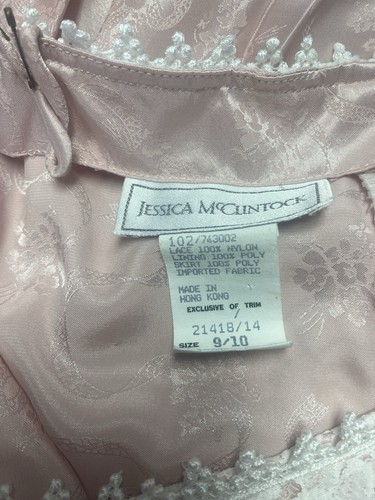 JESSICA McCLINTOCK
102/743002
LACE 100% NYLON
LINING 100% POLY
SKIRT 100% POLY
IMPORTED FABRIC
MADE IN
HONG KONG
EXCLUSIVE OF TRIM
21418/14
SIZE 9/10